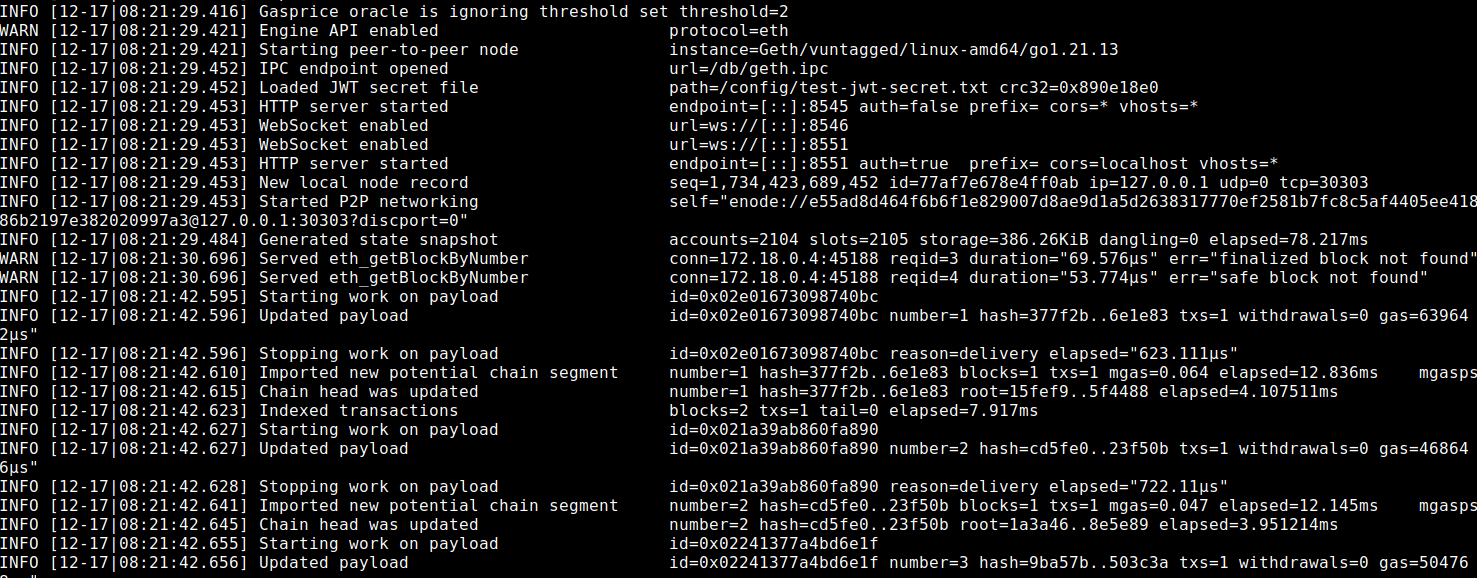 INFO [12-17|08:21:29.416] Gasprice oracle is ignoring threshold set threshold=2
WARN [12-17|08:21:29.421] Engine API enabled                       protocol=eth
INFO [12-17|08:21:29.421] Starting peer-to-peer node               instance=Geth/vuntagged/linux-amd64/go1.21.13
INFO [12-17|08:21:29.452] IPC endpoint opened                      url=/db/geth.ipc
INFO [12-17|08:21:29.452] Loaded JWT secret file                   path=/config/test-jwt-secret.txt crc32=0x890e18e0
INFO [12-17|08:21:29.453] HTTP server started                      endpoint=[::]:8545 auth=false prefix= cors=* vhosts=*
INFO [12-17|08:21:29.453] WebSocket enabled                        url=ws://[::]:8546
INFO [12-17|08:21:29.453] WebSocket enabled                        url=ws://[::]:8551
INFO [12-17|08:21:29.453] HTTP server started                      endpoint=[::]:8551 auth=true  prefix= cors=localhost vhosts=*
INFO [12-17|08:21:29.453] New local node record                    seq=1,734,423,689,452 id=77af7e678e4ff0ab ip=127.0.0.1 udp=0 tcp=30303
INFO [12-17|08:21:29.453] Started P2P networking                   self="enode://e55ad8d464f6b6f1e829007d8ae9d1a5d2638317770ef2581b7fc8c5af4405ee418
86b2197e382020997a3@127.0.0.1:30303?discport=0"
INFO [12-17|08:21:29.484] Generated state snapshot                 accounts=2104 slots=2105 storage=386.26KiB dangling=0 elapsed=78.217ms
WARN [12-17|08:21:30.696] Served eth_getBlockByNumber              conn=172.18.0.4:45188 reqid=3 duration="69.576µs" err="finalized block not found"
WARN [12-17|08:21:30.696] Served eth_getBlockByNumber              conn=172.18.0.4:45188 reqid=4 duration="53.774µs" err="safe block not found"
INFO [12-17|08:21:42.595] Starting work on payload                 id=0x02e01673098740bc
INFO [12-17|08:21:42.596] Updated payload                          id=0x02e01673098740bc number=1 hash=377f2b..6e1e83 txs=1 withdrawals=0 gas=63964
2µs"
INFO [12-17|08:21:42.596] Stopping work on payload                 id=0x02e01673098740bc reason=delivery elapsed="623.111µs"
INFO [12-17|08:21:42.610] Imported new potential chain segment     number=1 hash=377f2b..6e1e83 blocks=1 txs=1 mgas=0.064 elapsed=12.836ms    mgasps
INFO [12-17|08:21:42.615] Chain head was updated                   number=1 hash=377f2b..6e1e83 root=15fef9..5f4488 elapsed=4.107511ms
INFO [12-17|08:21:42.623] Indexed transactions                     blocks=2 txs=1 tail=0 elapsed=7.917ms
INFO [12-17|08:21:42.627] Starting work on payload                 id=0x021a39ab860fa890
INFO [12-17|08:21:42.627] Updated payload                          id=0x021a39ab860fa890 number=2 hash=cd5fe0..23f50b txs=1 withdrawals=0 gas=46864
6µs"
INFO [12-17|08:21:42.628] Stopping work on payload                 id=0x021a39ab860fa890 reason=delivery elapsed="722.11µs"
INFO [12-17|08:21:42.641] Imported new potential chain segment     number=2 hash=cd5fe0..23f50b blocks=1 txs=1 mgas=0.047 elapsed=12.145ms    mgasps
INFO [12-17|08:21:42.645] Chain head was updated                   number=2 hash=cd5fe0..23f50b root=1a3a46..8e5e89 elapsed=3.951214ms
INFO [12-17|08:21:42.655] Starting work on payload                 id=0x02241377a4bd6e1f
INFO [12-17|08:21:42.656] Updated payload                          id=0x02241377a4bd6e1f number=3 hash=9ba57b..503c3a txs=1 withdrawals=0 gas=50476